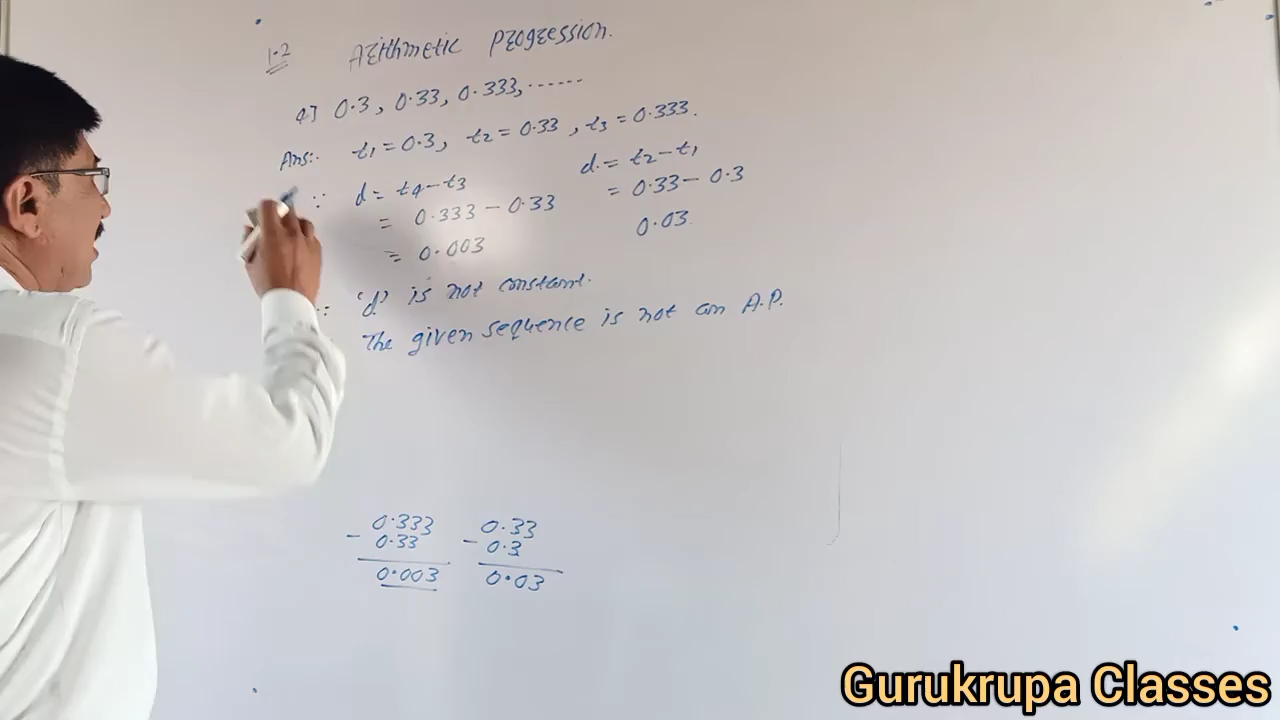 1.2 Arithmetic Progression.
4] 0.3, 0.33, 0.333, ......
Ans:. t1 = 0.3, t2 = 0.33, t3 = 0.333.
∵ d = t4 - t3
= 0.333 - 0.33
= 0.003
d. = t2 - t1
= 0.33 - 0.3
0.03.
∵ 'd' is not constant.
The given sequence is not an A.P.
0.333
- 0.33
0.003
0.33
- 0.3
0.03
Gurukrupa Classes